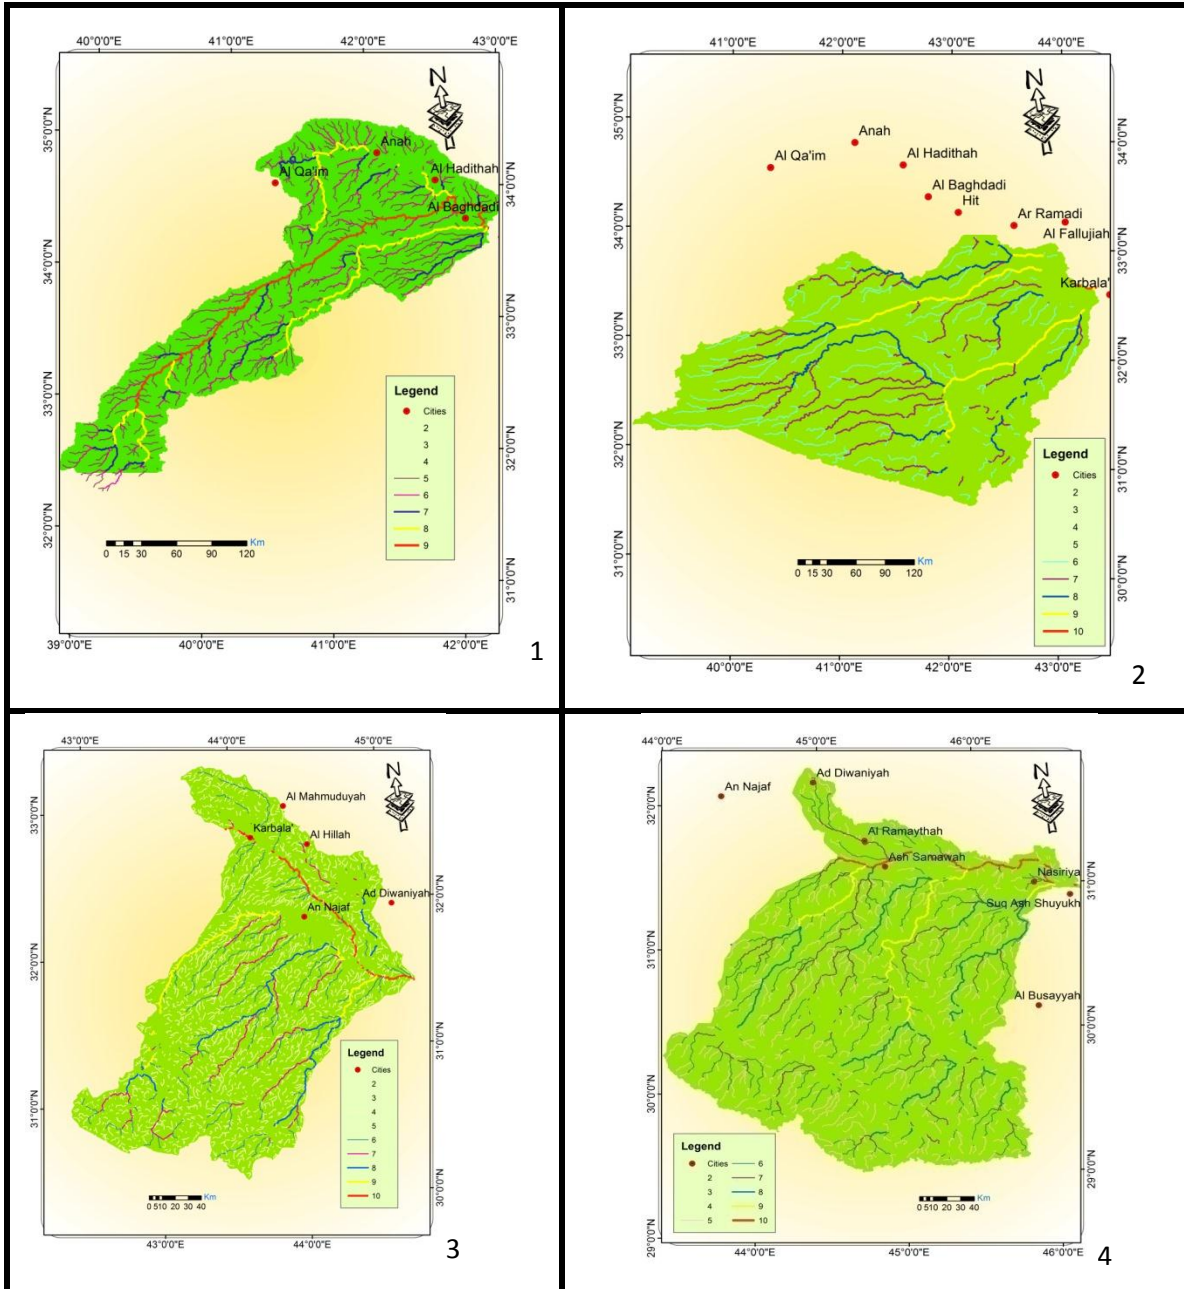 40°0'0"E 41°0'0"E 42°0'0"E 43°0'0"E
N
35°0'0"N
34°0'0"N
33°0'0"N
32°0'0"N
34°0'0"N
33°0'0"N
32°0'0"N
31°0'0"N
Anah
Al Qa'im
Al Hadithah
Al Baghdadi
Legend
Cities
2
3
4
5
6
7
8
9
Km
0 15 30 60 90 120
39°0'0"E 40°0'0"E 41°0'0"E 42°0'0"E
1
41°0'0"E 42°0'0"E 43°0'0"E 44°0'0"E
N
35°0'0"N
34°0'0"N
33°0'0"N
32°0'0"N
31°0'0"N
34°0'0"N
33°0'0"N
32°0'0"N
31°0'0"N
30°0'0"N
Anah
Al Qa'im
Al Hadithah
Al Baghdadi
Hit
Ar Ramadi
Al Fallujiah
Karbala'
Legend
Cities
2
3
4
5
6
7
8
9
10
Km
0 15 30 60 90 120
40°0'0"E 41°0'0"E 42°0'0"E 43°0'0"E
2
43°0'0"E 44°0'0"E 45°0'0"E
N
33°0'0"N
32°0'0"N
31°0'0"N
32°0'0"N
31°0'0"N
30°0'0"N
Al Mahmuduyah
Karbala'
Al Hillah
Ad Diwaniyah
An Najaf
Legend
Cities
2
3
4
5
6
7
8
9
10
Km
0 5 10 20 30 40
43°0'0"E 44°0'0"E
3
44°0'0"E 45°0'0"E 46°0'0"E
N
32°0'0"N
31°0'0"N
30°0'0"N
29°0'0"N
31°0'0"N
30°0'0"N
29°0'0"N
An Najaf
Ad Diwaniyah
Al Ramaythah
Ash Samawah
Nasiriya
Suq Ash Shuyukh
Al Busayyah
Legend
Cities 6
2 7
3 8
4 9
5 10
Km
0 5 10 20 30 40
44°0'0"E 45°0'0"E 46°0'0"E
4